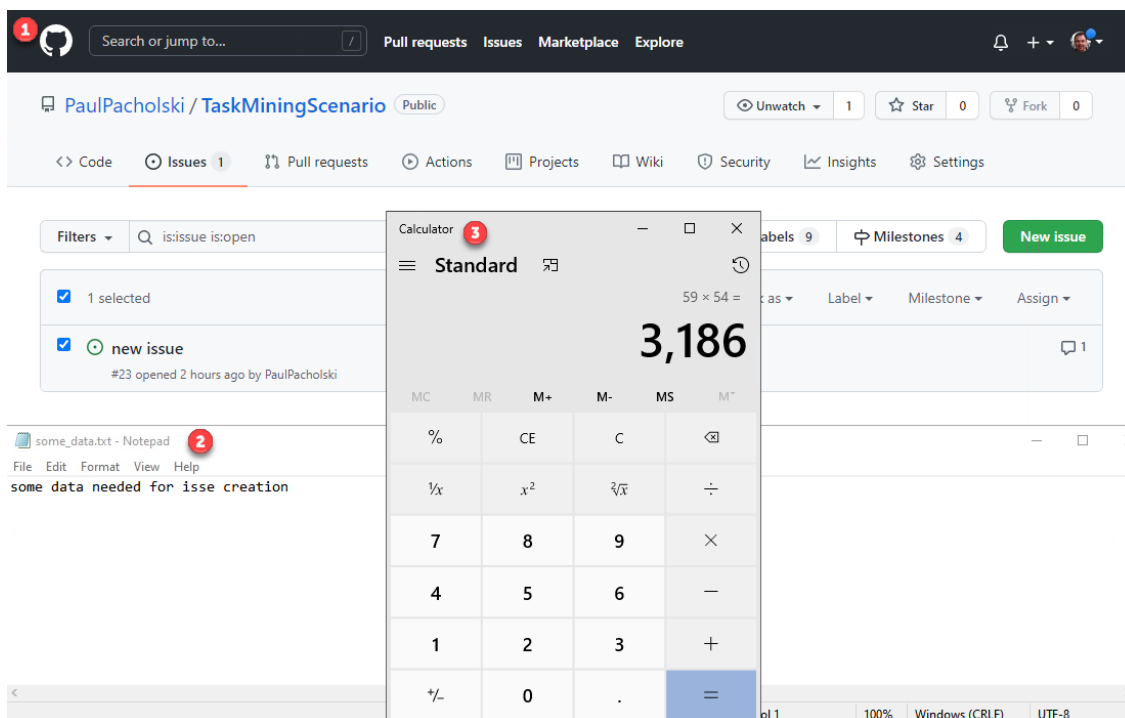 1
Search or jump to... / Pull requests Issues Marketplace Explore
PaulPacholski / TaskMiningScenario Public Unwatch 1 Star 0 Fork 0
<> Code Issues 1 Pull requests Actions Projects Wiki Security Insights Settings
Filters is:issue is:open abels 9 Milestones 4 New issue
1 selected k as Label Milestone Assign
new issue 1
#23 opened 2 hours ago by PaulPacholski
Calculator 3
Standard
59 × 54 =
3,186
MC MR M+ M- MS M˅
% CE C
¹/x x² ²√x ÷
7 8 9 ×
4 5 6 −
1 2 3 +
+/− 0 . =
some_data.txt - Notepad 2
File Edit Format View Help
some data needed for isse creation
ol 1 100% Windows (CRLF) UTF-8